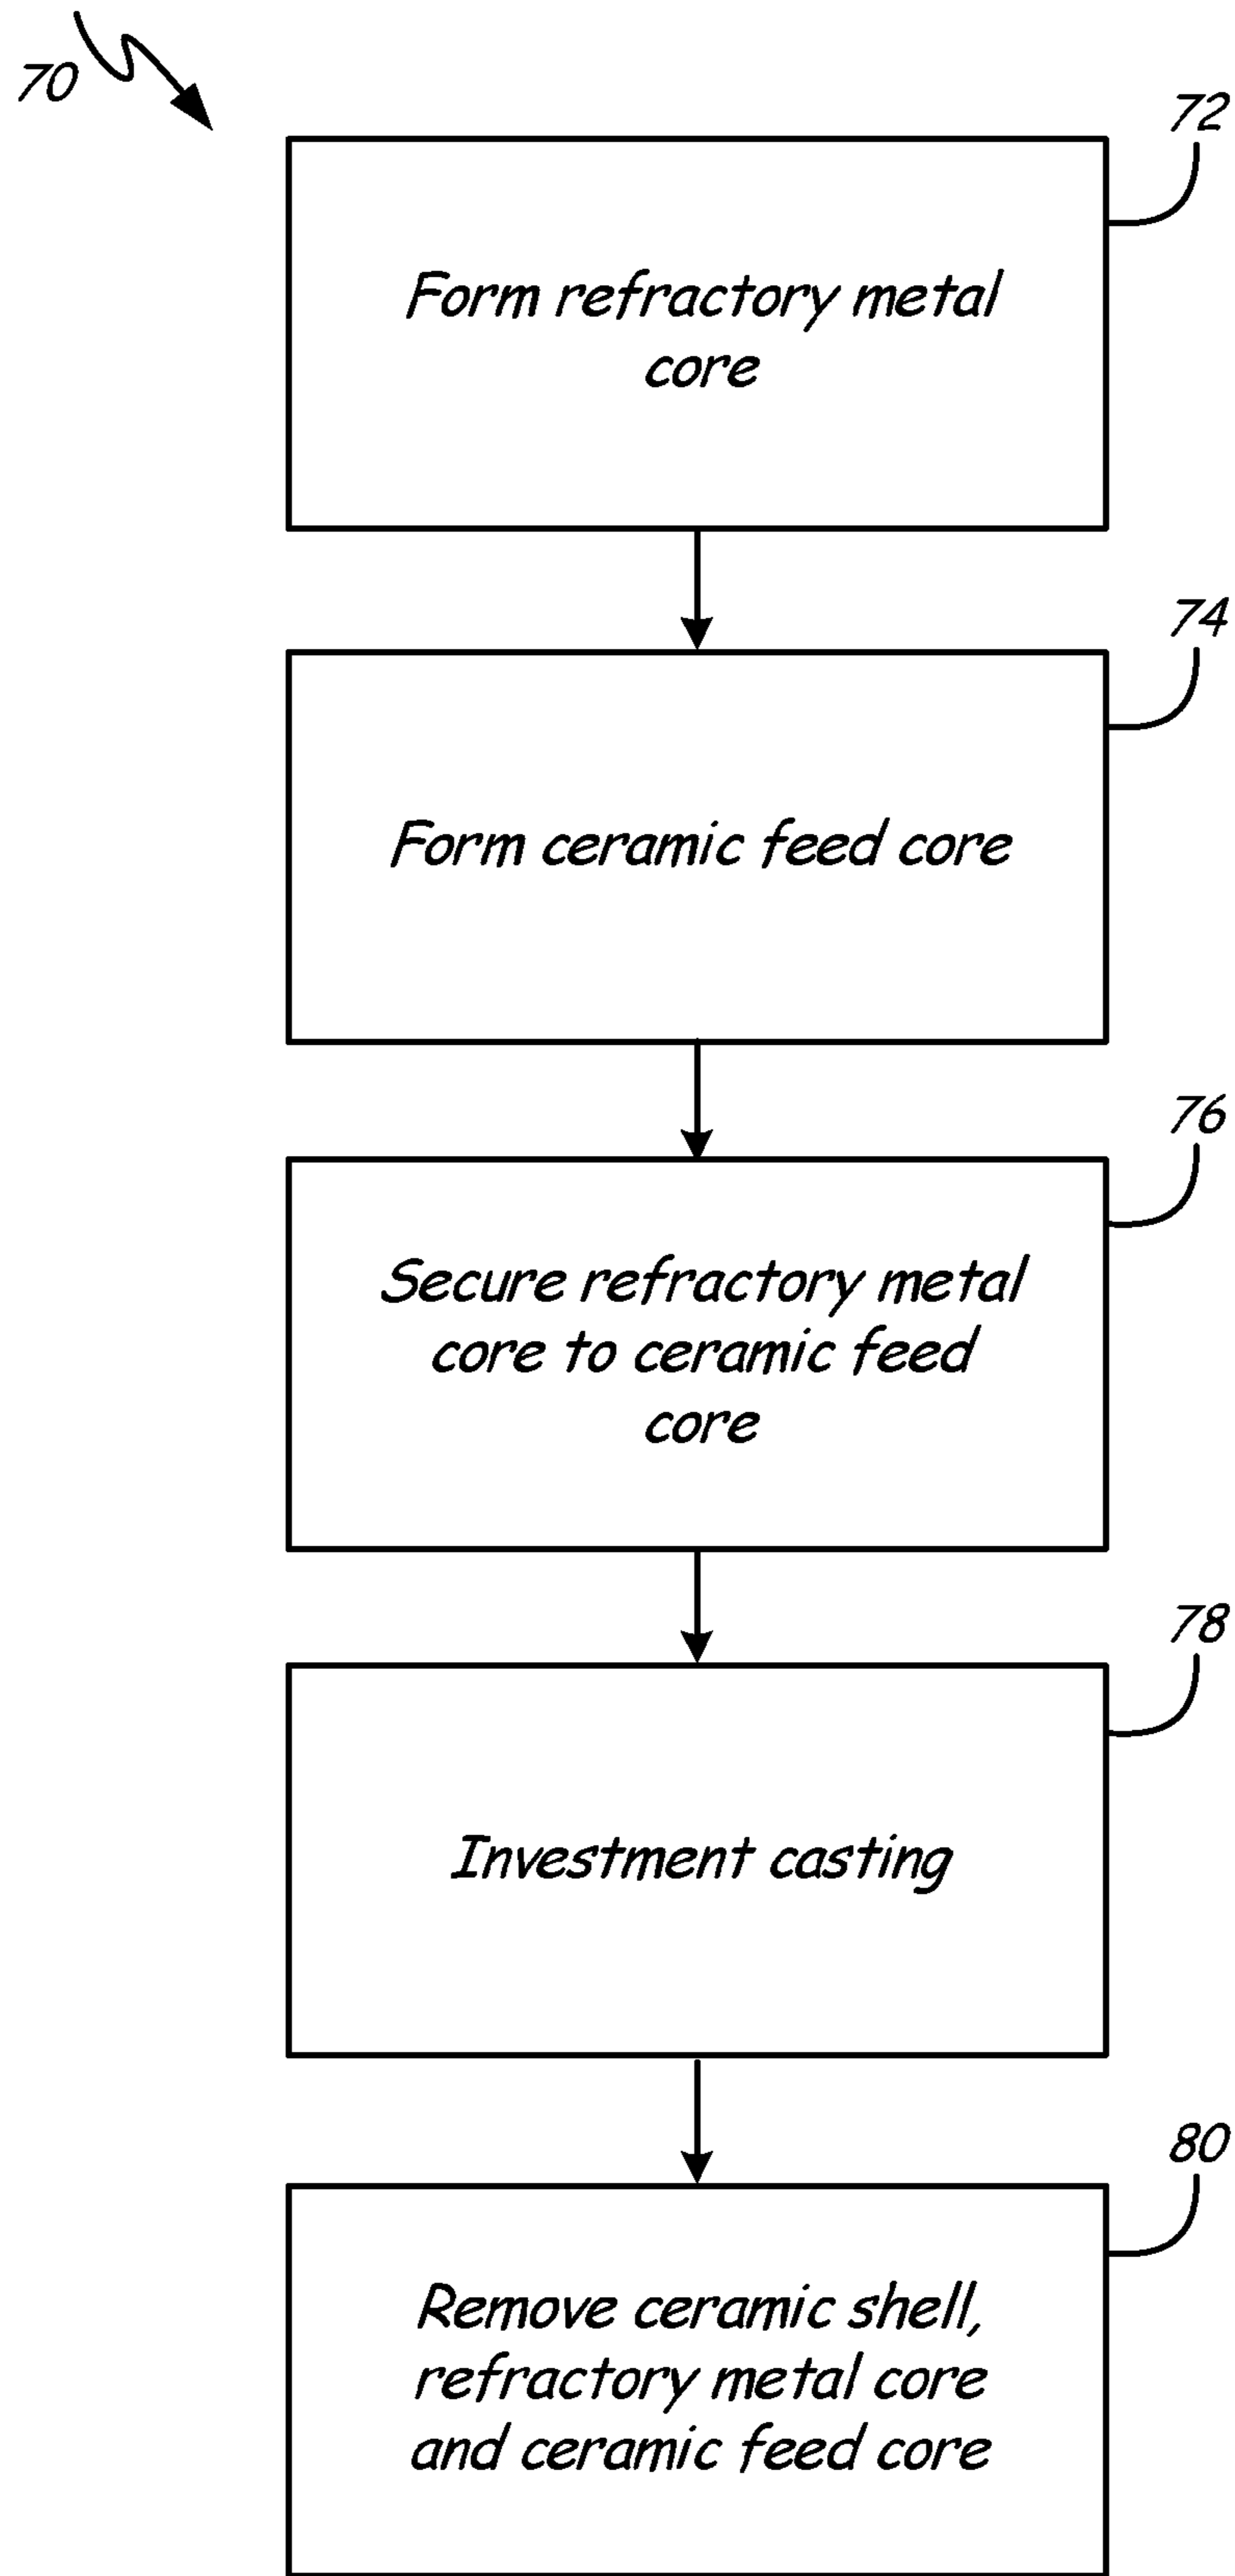 70
72
Form refractory metal
core
74
Form ceramic feed core
76
Secure refractory metal
core to ceramic feed
core
78
Investment casting
80
Remove ceramic shell,
refractory metal core
and ceramic feed core